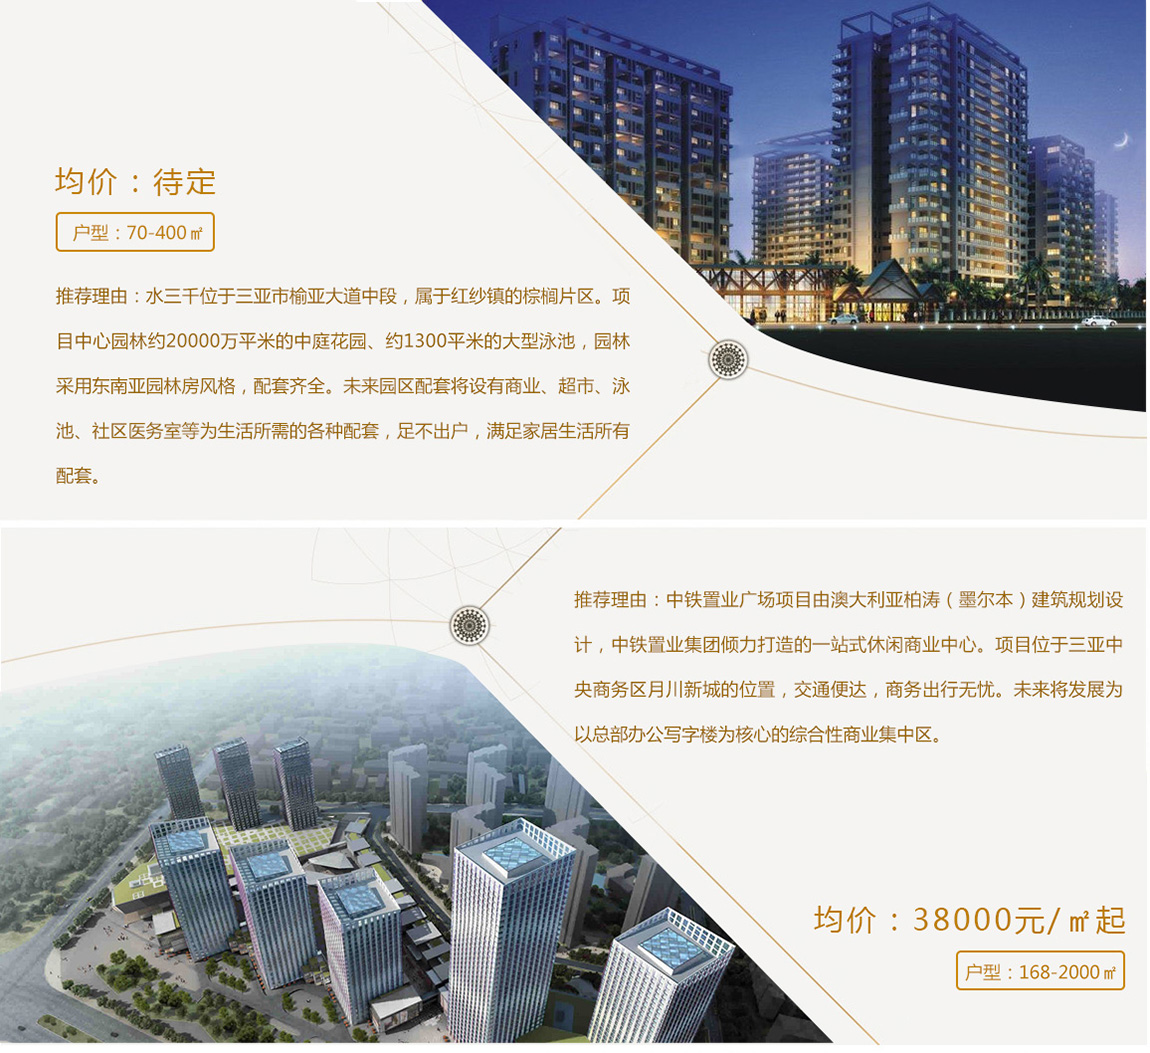 均价：待定
户型：70-400㎡
推荐理由：水三千位于三亚市榆亚大道中段，属于红纱镇的棕榈片区。项
目中心园林约20000万平米的中庭花园、约1300平米的大型泳池，园林
采用东南亚园林房风格，配套齐全。未来园区配套将设有商业、超市、泳
池、社区医务室等为生活所需的各种配套，足不出户，满足家居生活所有
配套。
推荐理由：中铁置业广场项目由澳大利亚柏涛（墨尔本）建筑规划设
计，中铁置业集团倾力打造的一站式休闲商业中心。项目位于三亚中
央商务区月川新城的位置，交通便达，商务出行无忧。未来将发展为
以总部办公写字楼为核心的综合性商业集中区。
均价：38000元/㎡起
户型：168-2000㎡